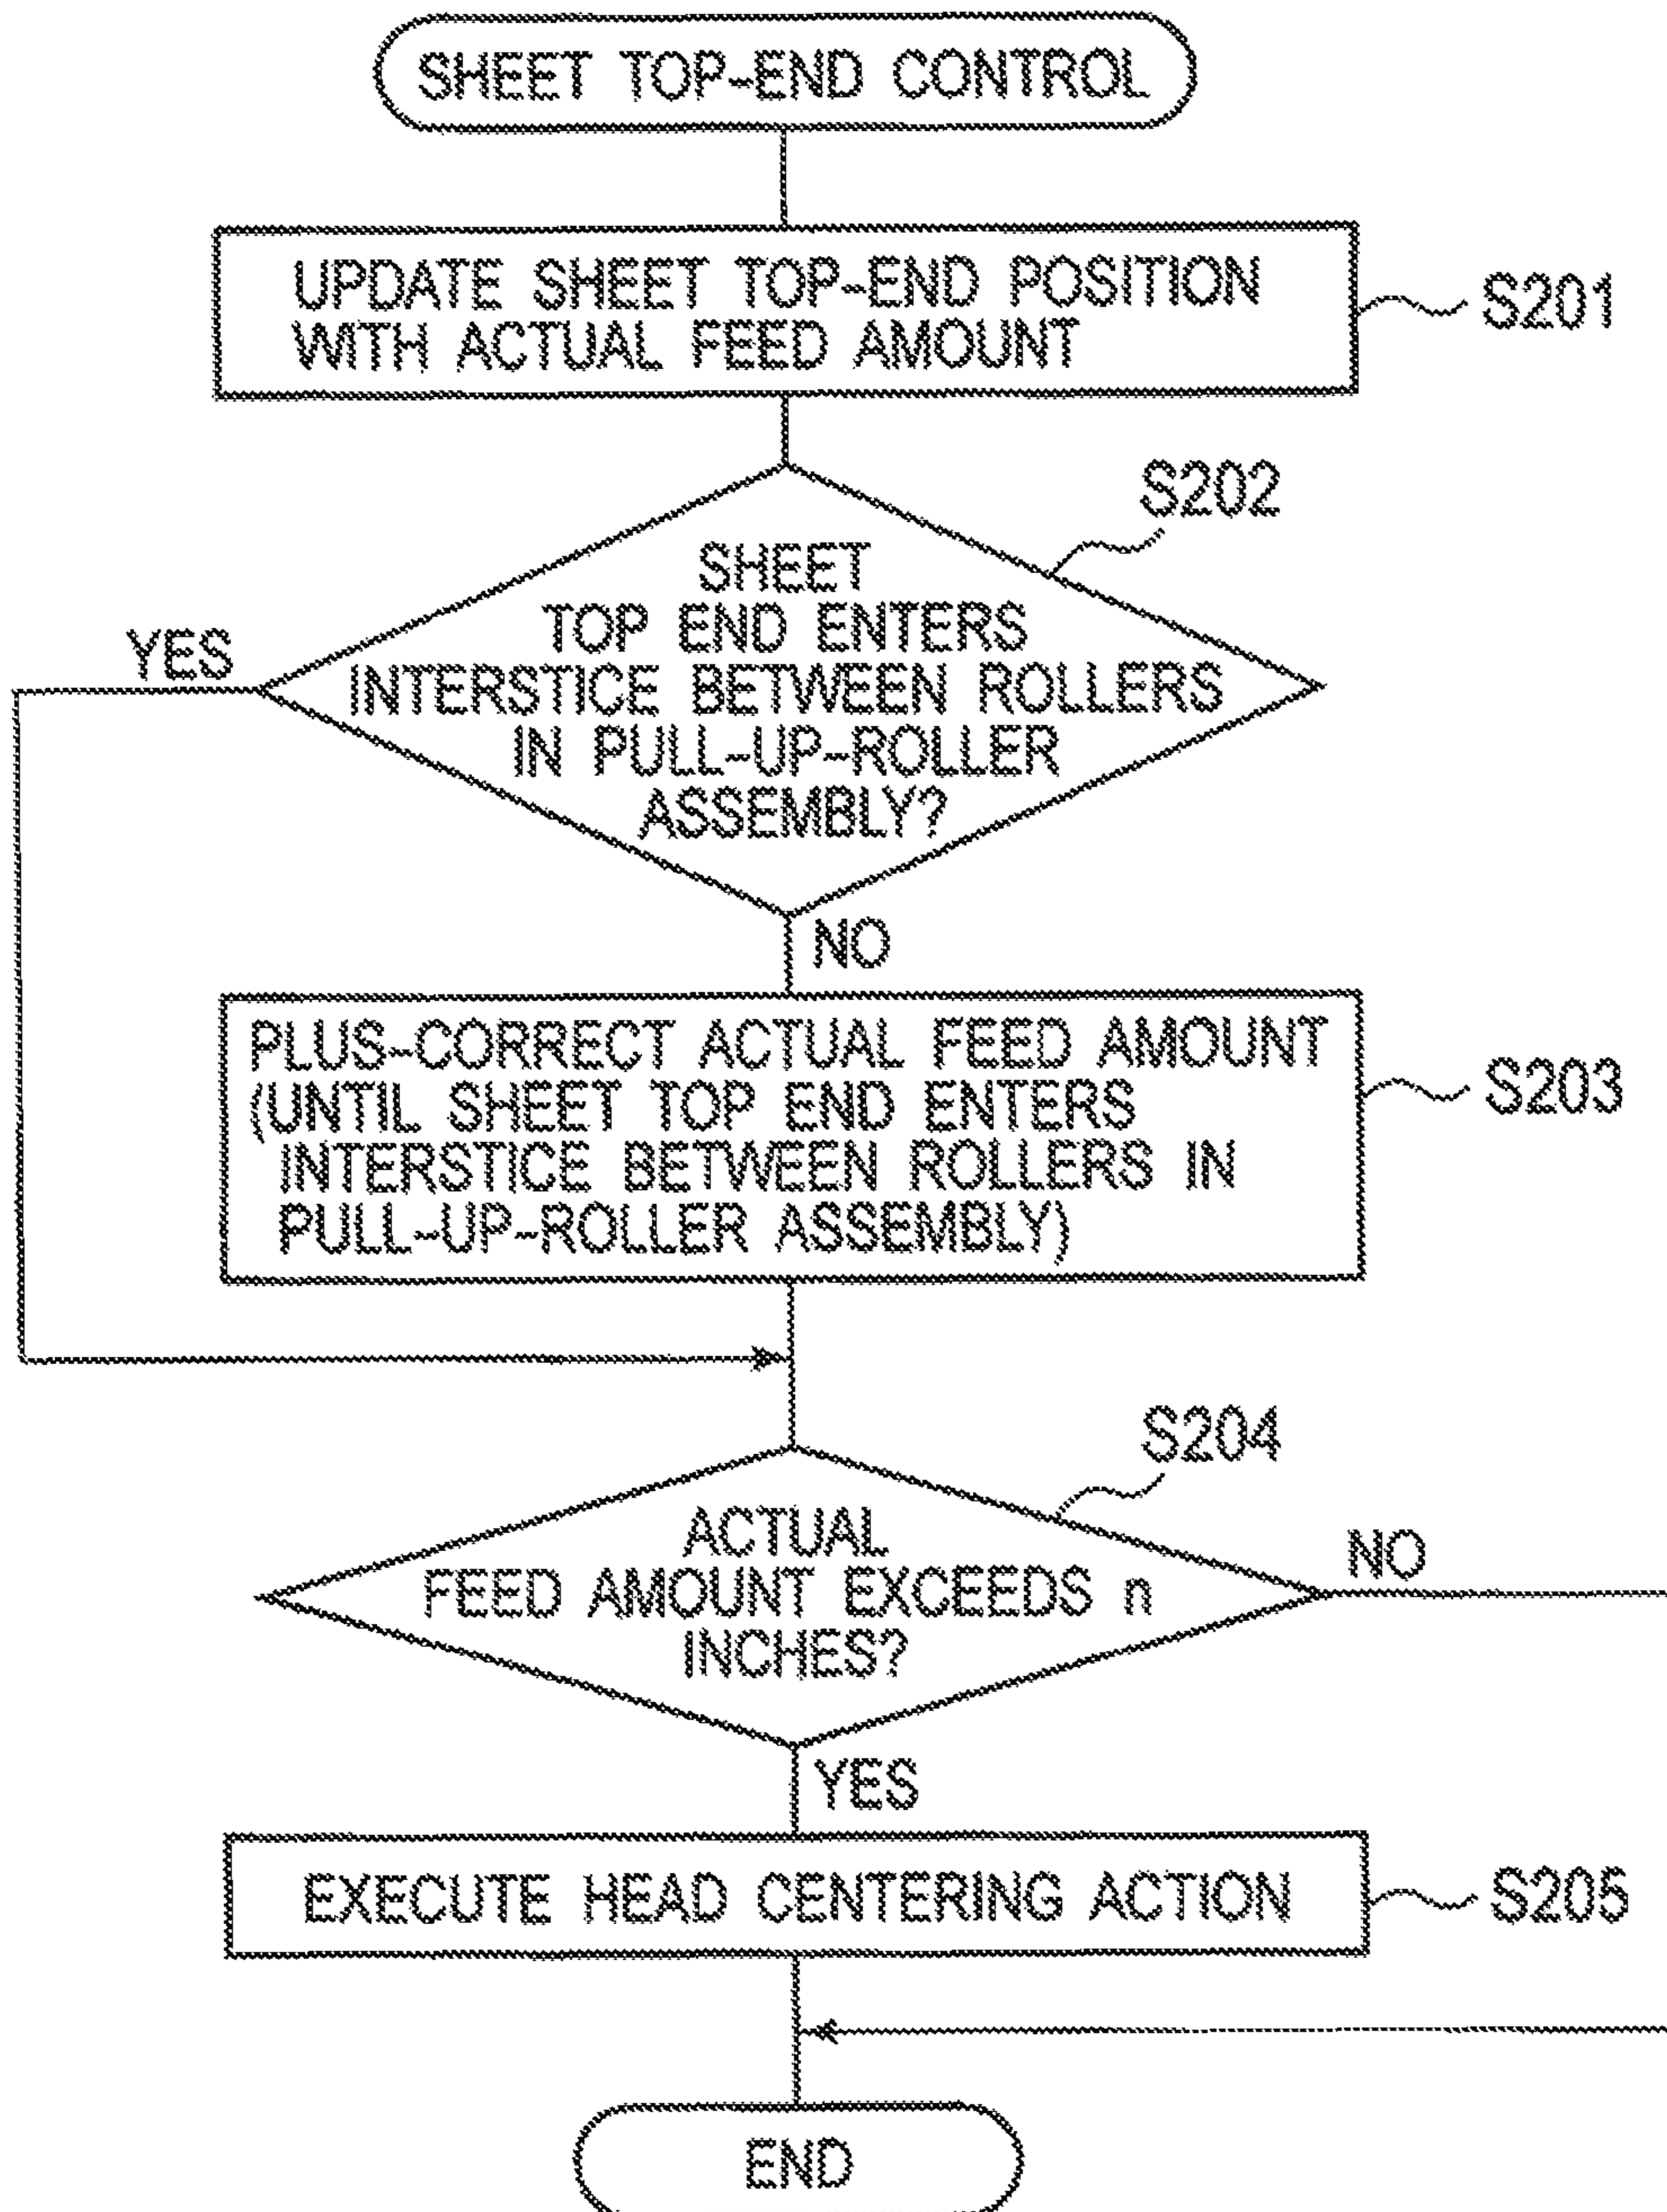 SHEET TOP-END CONTROL
UPDATE SHEET TOP-END POSITION
WITH ACTUAL FEED AMOUNT
S201
S202
SHEET
TOP END ENTERS
INTERSTICE BETWEEN ROLLERS
IN PULL-UP-ROLLER
ASSEMBLY?
YES
NO
PLUS-CORRECT ACTUAL FEED AMOUNT
(UNTIL SHEET TOP END ENTERS
INTERSTICE BETWEEN ROLLERS IN
PULL-UP-ROLLER ASSEMBLY)
S203
S204
ACTUAL
FEED AMOUNT EXCEEDS n
INCHES?
NO
YES
EXECUTE HEAD CENTERING ACTION
S205
END